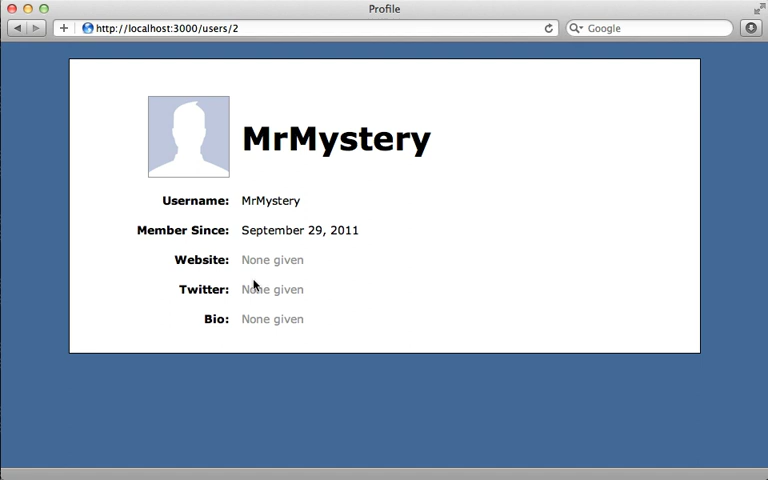 Profile
http://localhost:3000/users/2
Google
MrMystery
Username: MrMystery
Member Since: September 29, 2011
Website: None given
Twitter: None given
Bio: None given